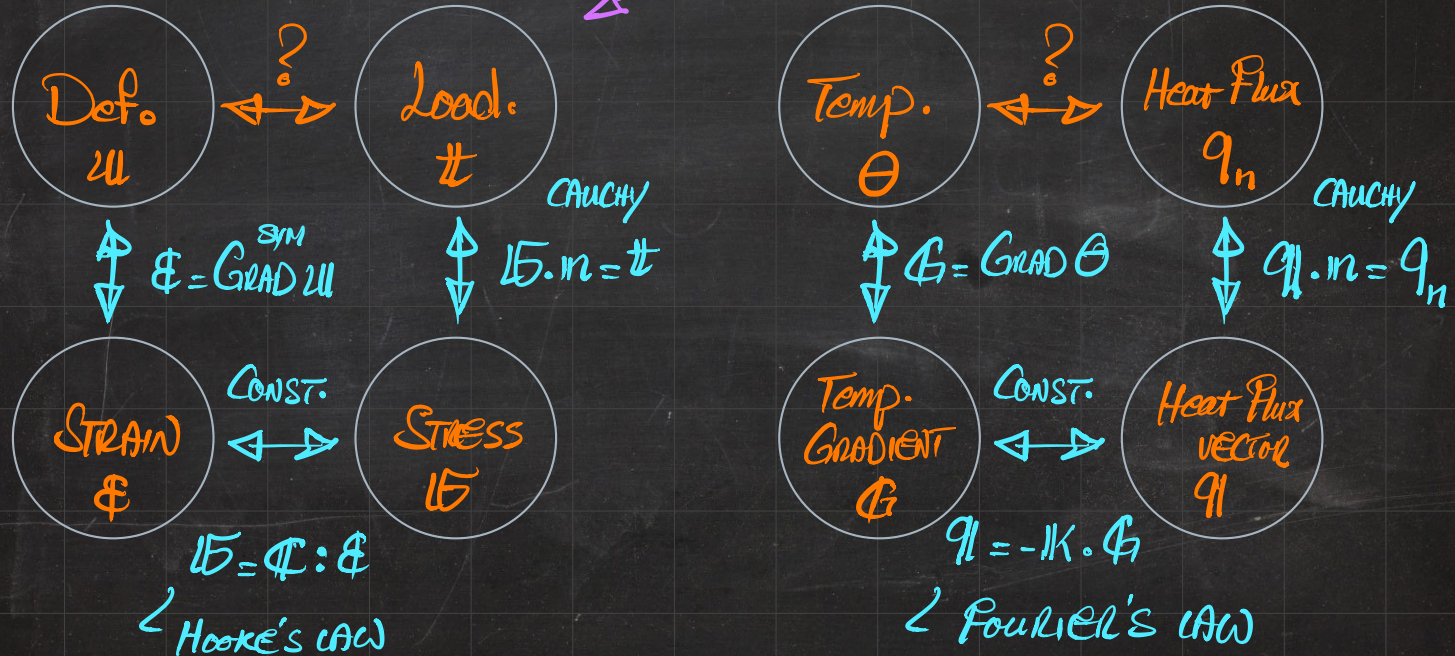 ? ?
Def. Load. Temp. Heat Flux
𝕦 𝕥 θ qₙ
CAUCHY CAUCHY
𝛆 = GRAD SYM 𝕦 𝛔·𝕟 = 𝕥 𝔾 = GRAD θ 𝕢·𝕟 = qₙ
CONST. CONST.
STRAIN STRESS Temp. GRADIENT Heat Flux VECTOR
𝛆 𝛔 𝔾 𝕢
𝛔 = ℂ : 𝛆 𝕢 = -𝕂·𝔾
HOOKE'S LAW FOURIER'S LAW